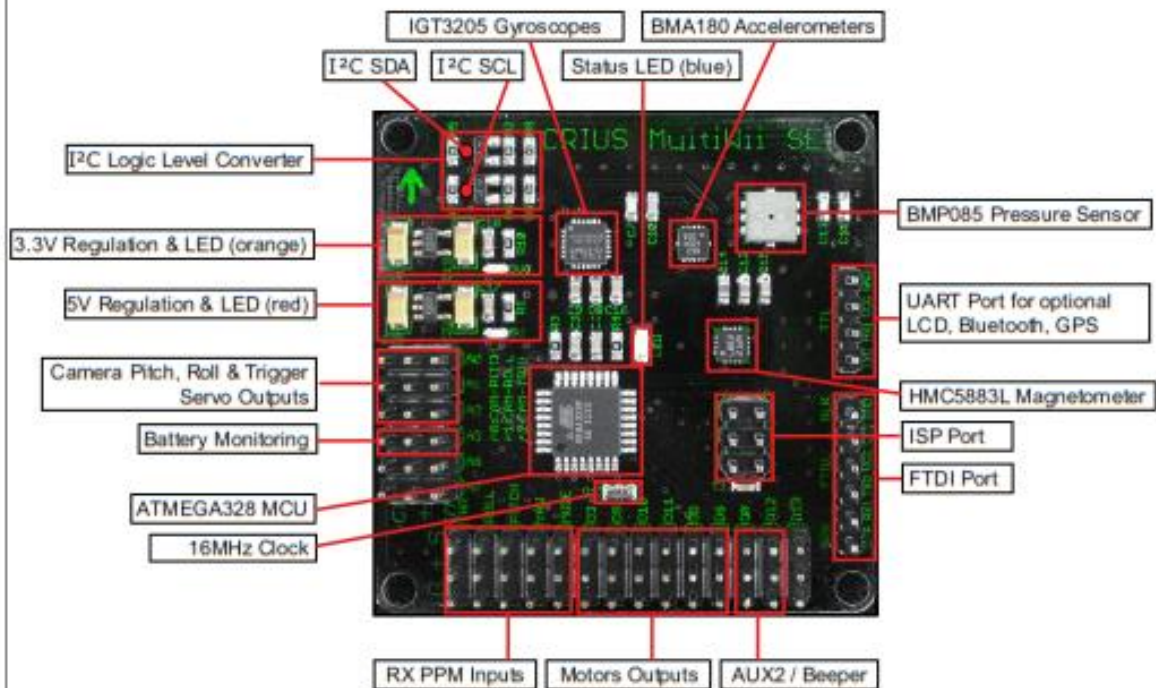 IGT3205 Gyroscopes
BMA180 Accelerometers
I²C SDA
I²C SCL
Status LED (blue)
CRIUS MultiWii SE
I²C Logic Level Converter
BMP085 Pressure Sensor
3.3V Regulation & LED (orange)
5V Regulation & LED (red)
UART Port for optional
LCD, Bluetooth, GPS
Camera Pitch, Roll & Trigger
Servo Outputs
HMC5883L Magnetometer
Battery Monitoring
ISP Port
FTDI Port
ATMEGA328 MCU
16MHz Clock
RX PPM Inputs
Motors Outputs
AUX2 / Beeper